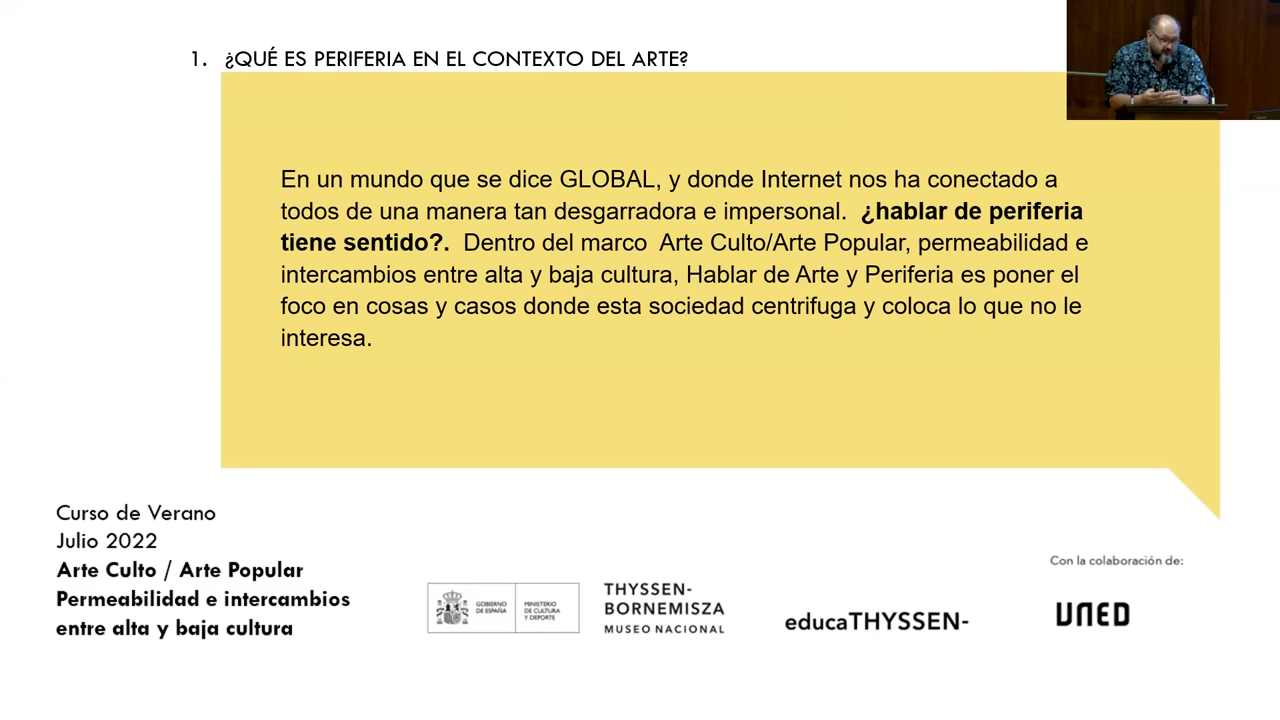 1. ¿QUÉ ES PERIFERIA EN EL CONTEXTO DEL ARTE?
En un mundo que se dice GLOBAL, y donde Internet nos ha conectado a
todos de una manera tan desgarradora e impersonal. ¿hablar de periferia
tiene sentido?. Dentro del marco Arte Culto/Arte Popular, permeabilidad e
intercambios entre alta y baja cultura, Hablar de Arte y Periferia es poner el
foco en cosas y casos donde esta sociedad centrifuga y coloca lo que no le
interesa.
Curso de Verano
Julio 2022
Arte Culto / Arte Popular
Permeabilidad e intercambios
entre alta y baja cultura
GOBIERNO
DE ESPAÑA
MINISTERIO
DE CULTURA
Y DEPORTE
THYSSEN-
BORNEMISZA
MUSEO NACIONAL
educaTHYSSEN-
Con la colaboración de:
UNED